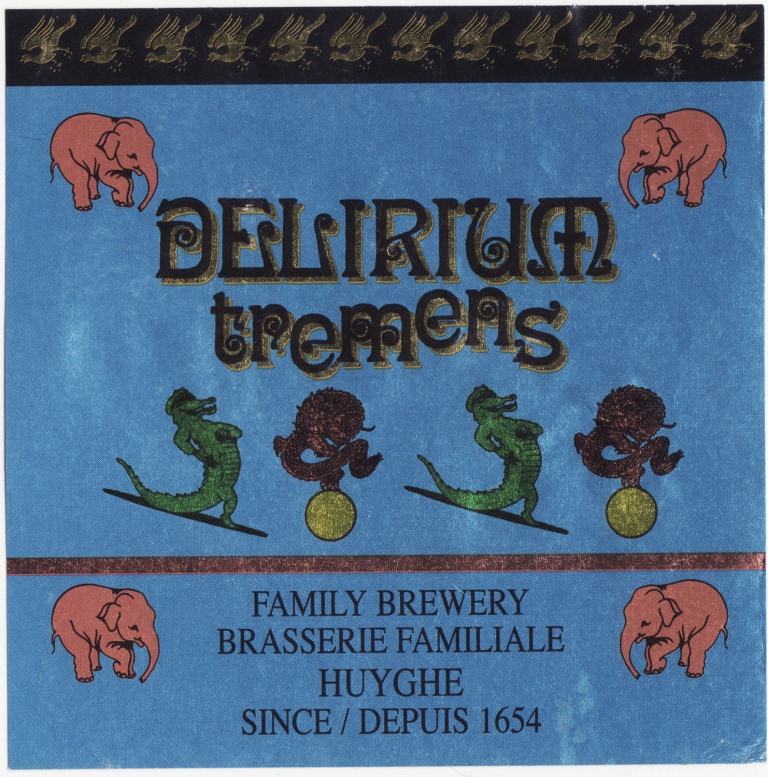 DELIRIUM
tremens
FAMILY BREWERY
BRASSERIE FAMILIALE
HUYGHE
SINCE / DEPUIS 1654